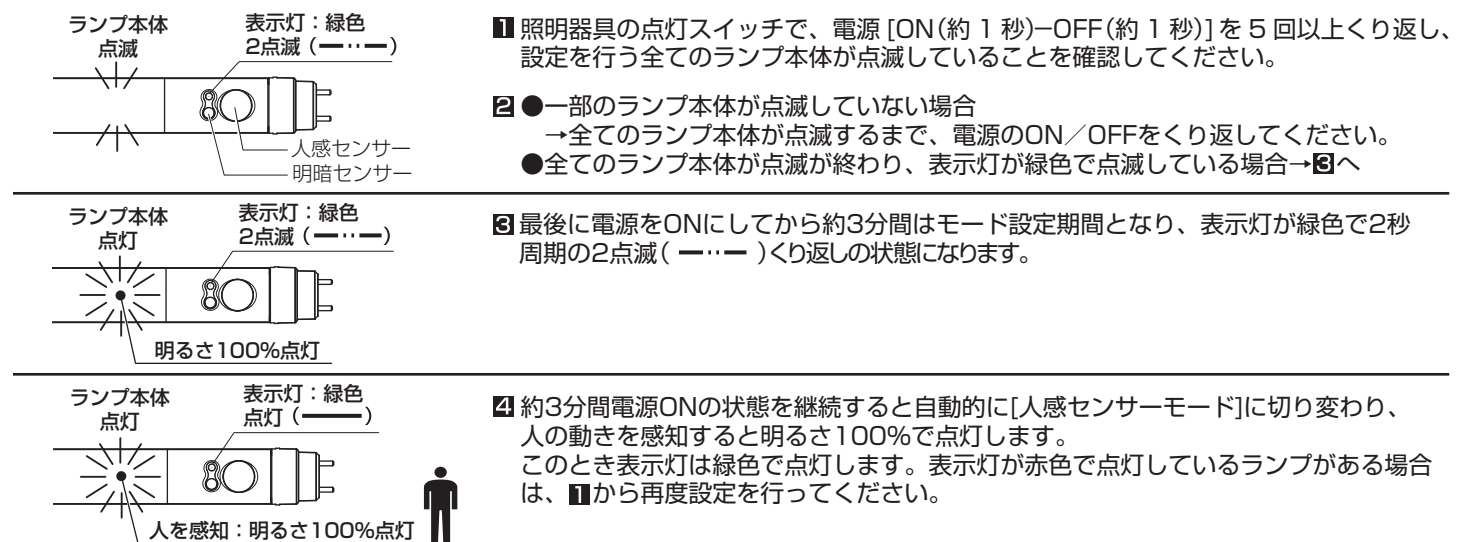 ランプ本体
点滅
表示灯：緑色
2点滅（━‥━）
人感センサー
明暗センサー
1 照明器具の点灯スイッチで、電源 [ON（約 1 秒)−OFF（約 1 秒)] を 5 回以上くり返し、
設定を行う全てのランプ本体が点滅していることを確認してください。
2 ●一部のランプ本体が点滅していない場合
→全てのランプ本体が点滅するまで、電源のON／OFFをくり返してください。
●全てのランプ本体が点滅が終わり、表示灯が緑色で点滅している場合→3へ
ランプ本体
点灯
表示灯：緑色
2点滅（━‥━）
明るさ100%点灯
3 最後に電源をONにしてから約3分間はモード設定期間となり、表示灯が緑色で2秒
周期の2点滅（ ━‥━ ）くり返しの状態になります。
ランプ本体
点灯
表示灯：緑色
点灯（━━━）
人を感知：明るさ100%点灯
4 約3分間電源ONの状態を継続すると自動的に[人感センサーモード]に切り変わり、
人の動きを感知すると明るさ100%で点灯します。
このとき表示灯は緑色で点灯します。表示灯が赤色で点灯しているランプがある場合
は、1から再度設定を行ってください。